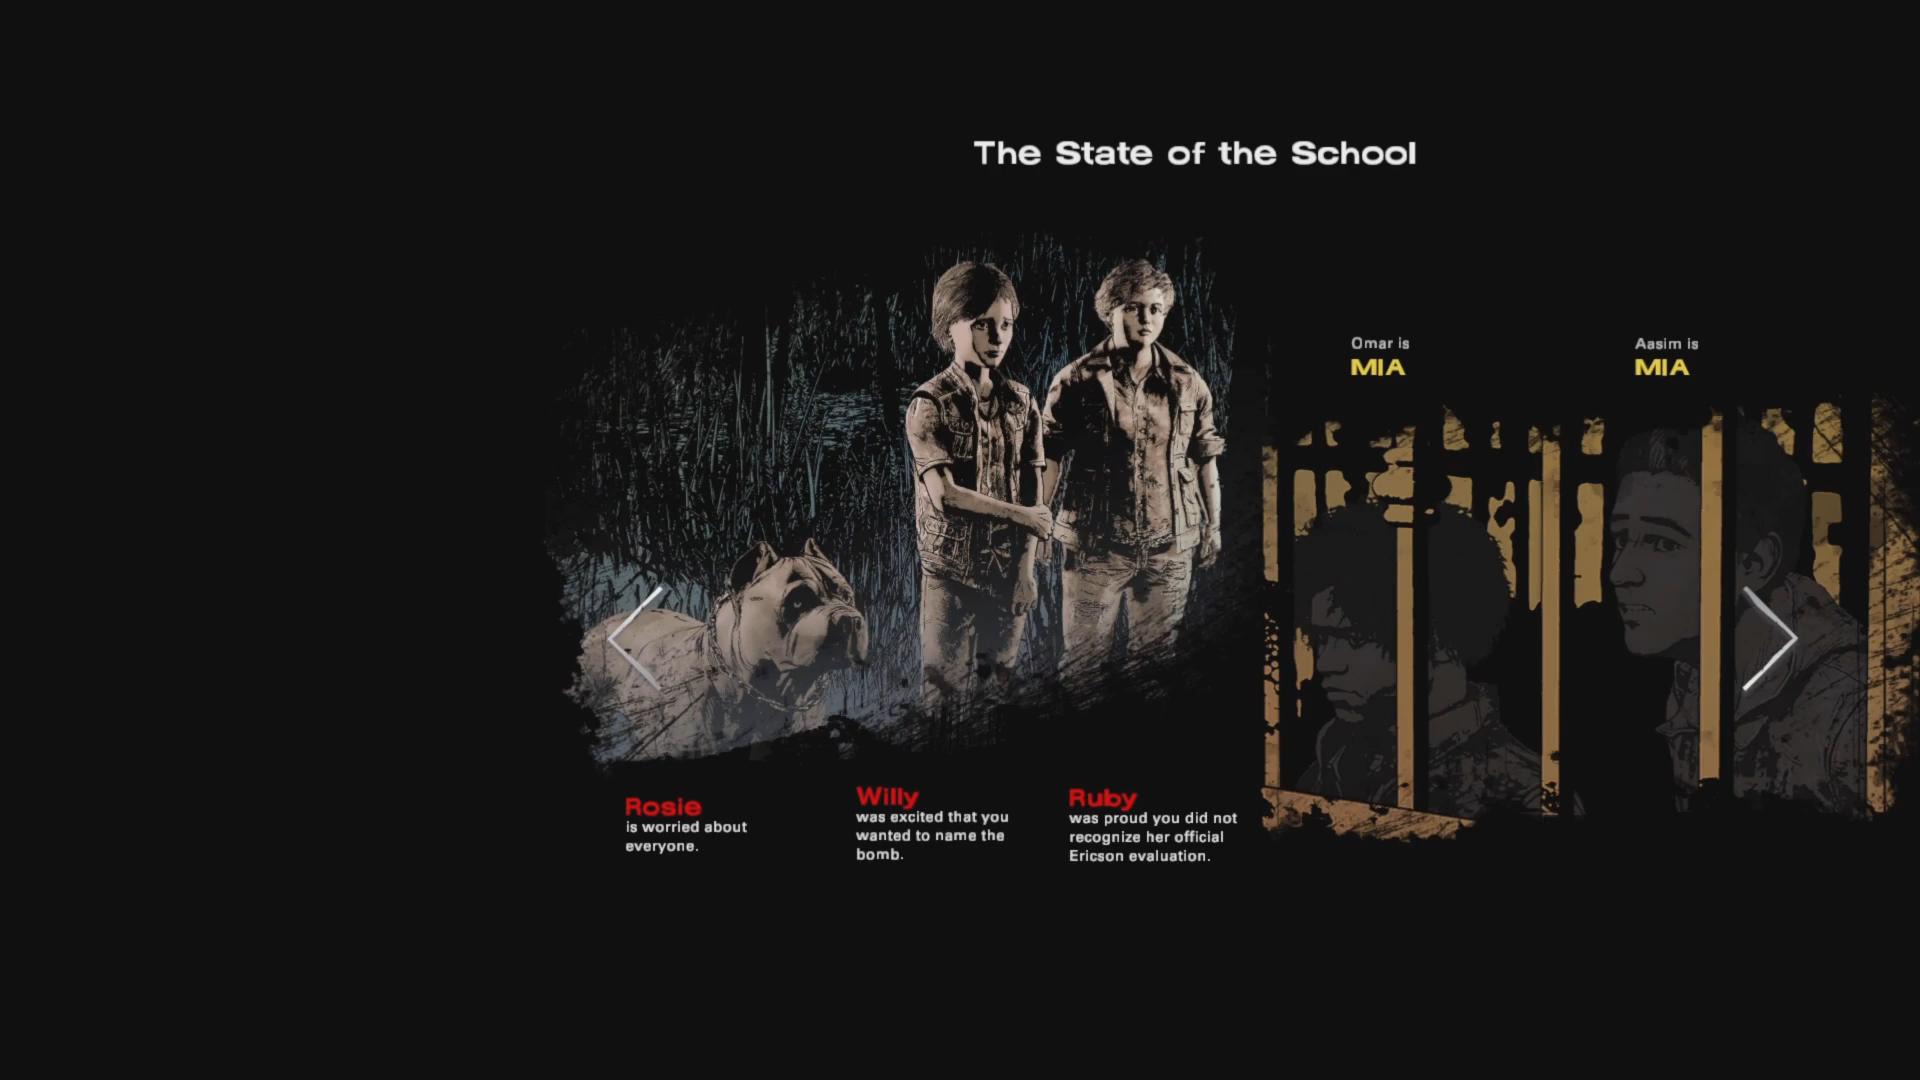 The State of the School
Omar is
MIA
Aasim is
MIA
Rosie
is worried about
everyone.
Willy
was excited that you
wanted to name the
bomb.
Ruby
was proud you did not
recognize her official
Ericson evaluation.